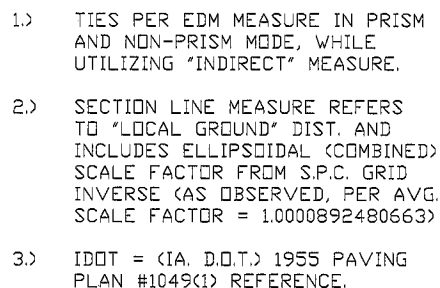 1.) TIES PER EDM MEASURE IN PRISM
AND NON-PRISM MODE, WHILE
UTILIZING "INDIRECT" MEASURE.
2.) SECTION LINE MEASURE REFERS
TO "LOCAL GROUND" DIST. AND
INCLUDES ELLIPSOIDAL (COMBINED)
SCALE FACTOR FROM S.P.C. GRID
INVERSE (AS OBSERVED, PER AVG.
SCALE FACTOR = 1.0000892480663)
3.) IDOT = (IA. D.O.T.) 1955 PAVING
PLAN #1049(1) REFERENCE.